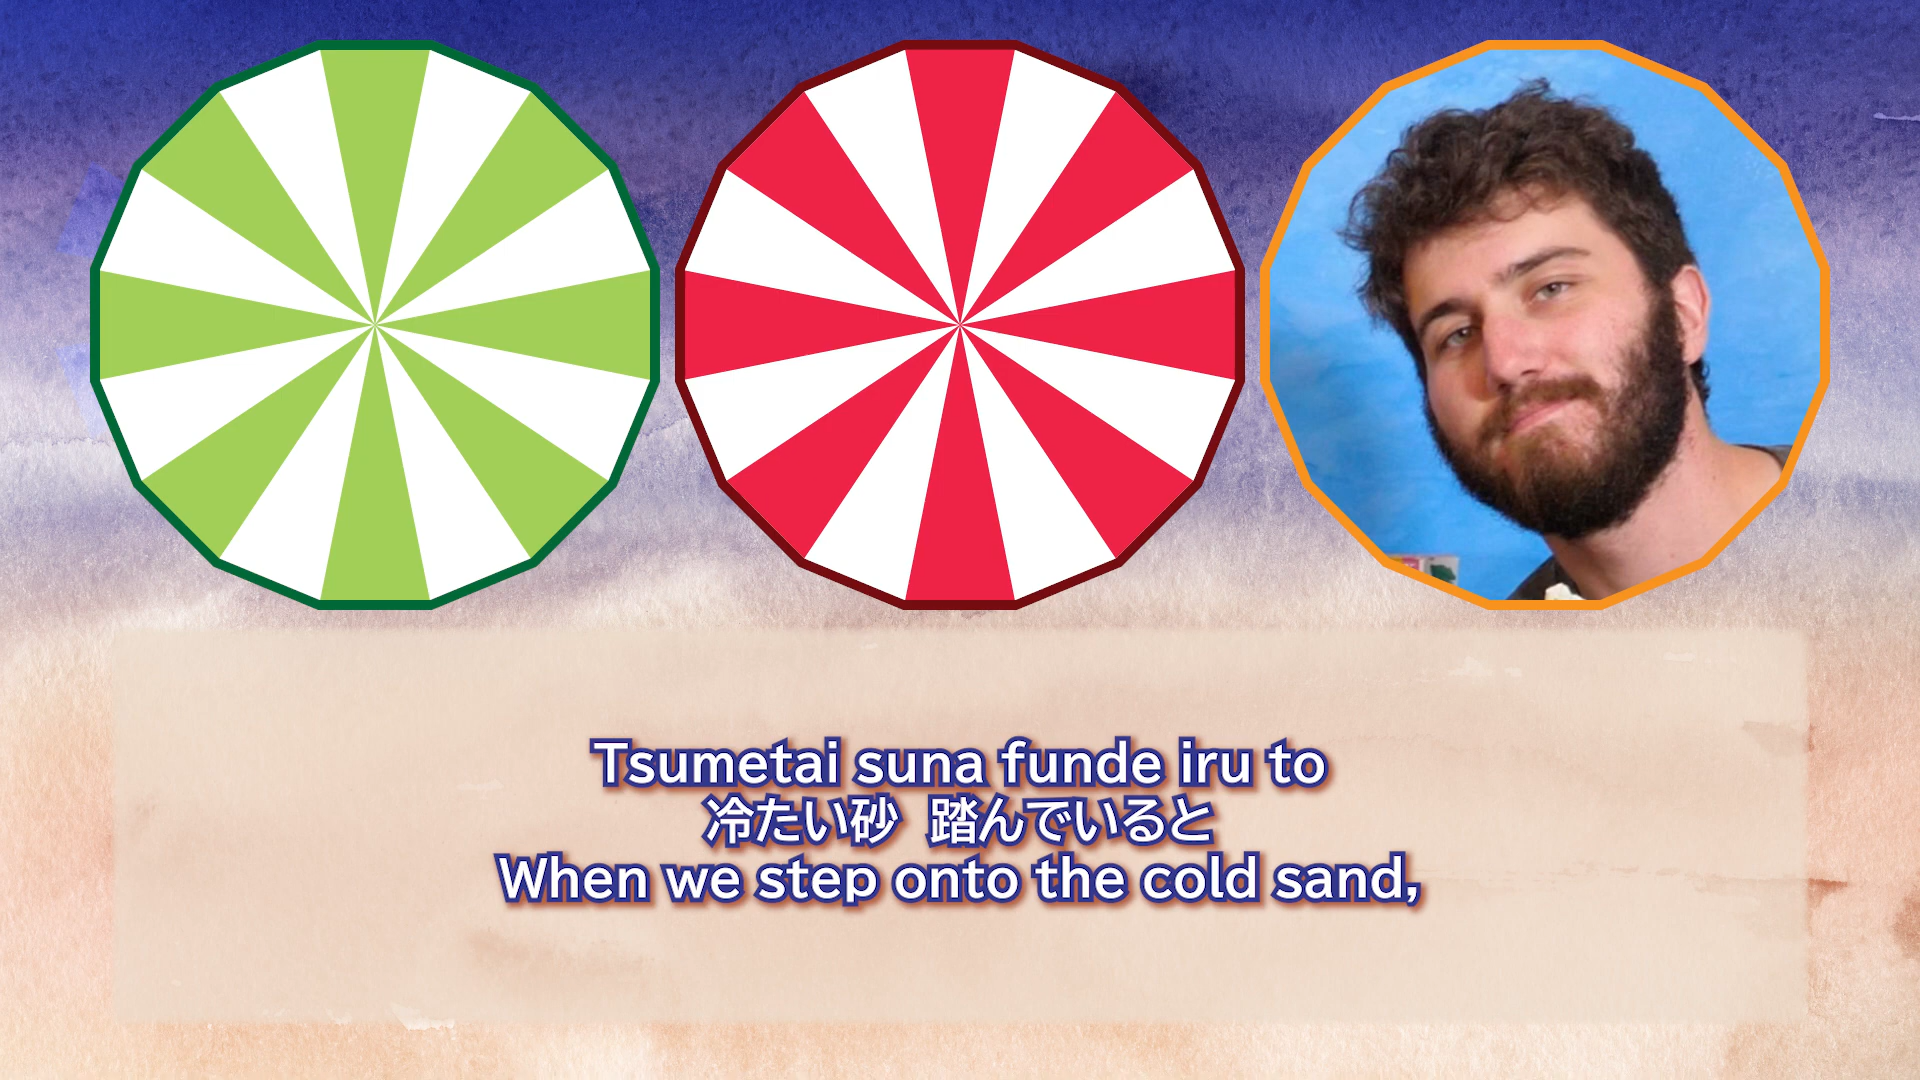 Tsumetai suna funde iru to
冷たい砂 踏んでいると
When we step onto the cold sand,